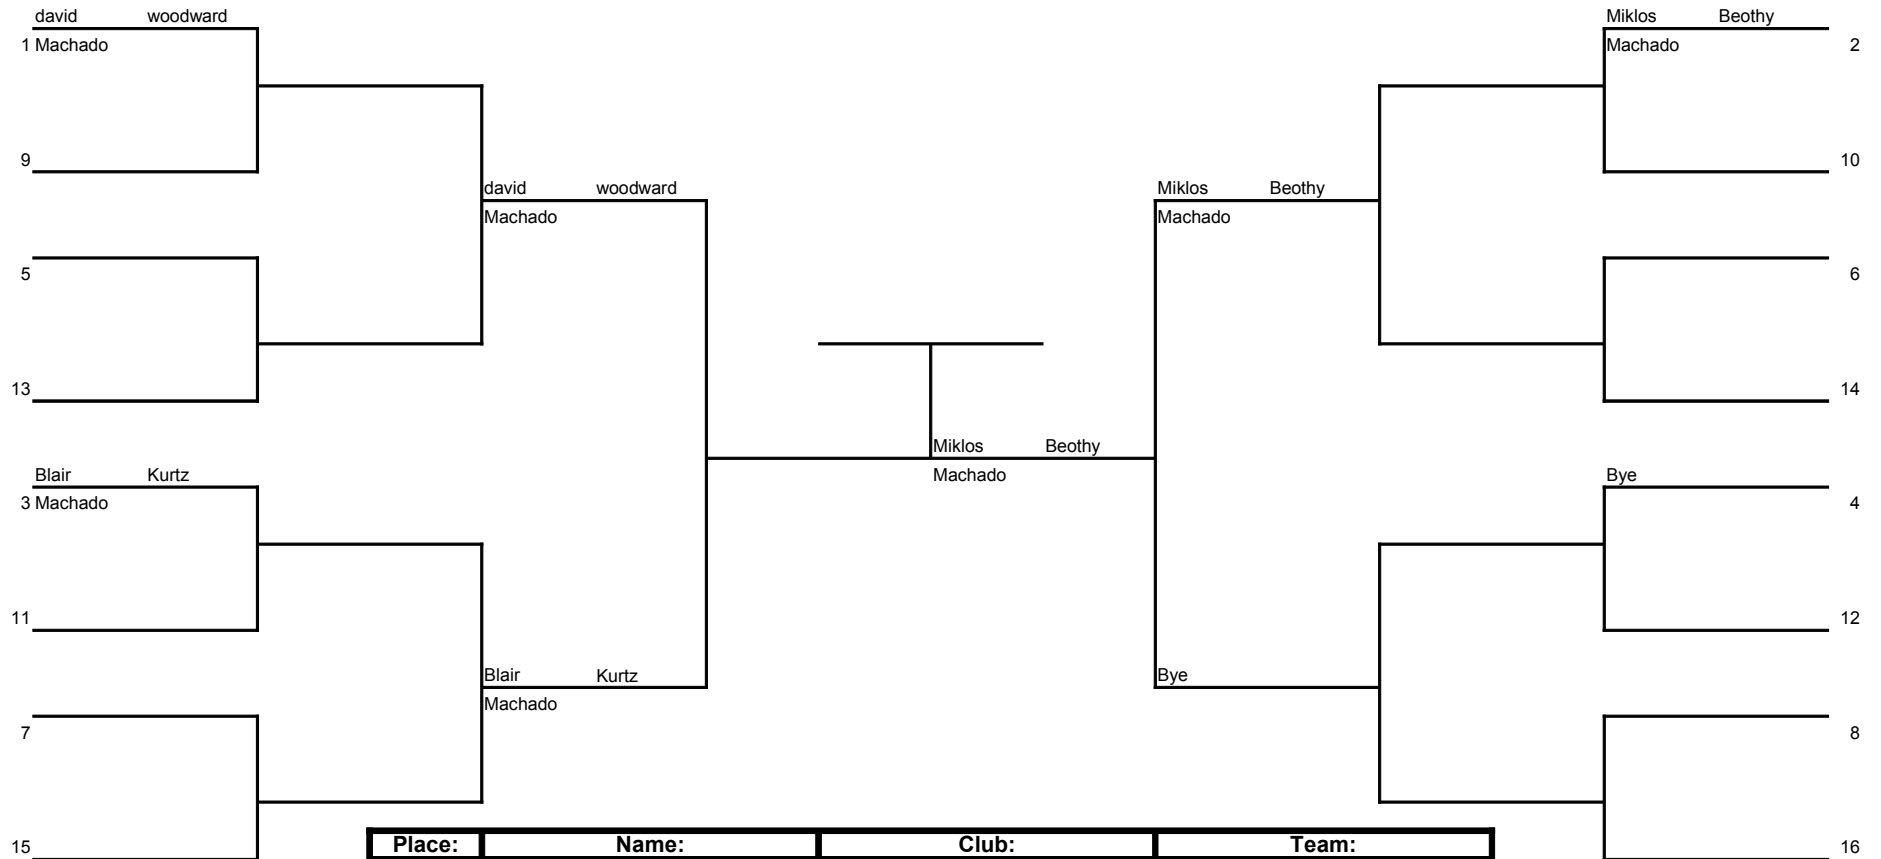 david woodward Miklos Beothy
1 Machado Machado 2
9 10
david woodward Miklos Beothy
Machado Machado
5 6
13 14
Miklos Beothy
Machado
Blair Kurtz Bye
3 Machado 4
11 12
Blair Kurtz Bye
Machado
7 8
Place: Name: Club: Team:
15 16